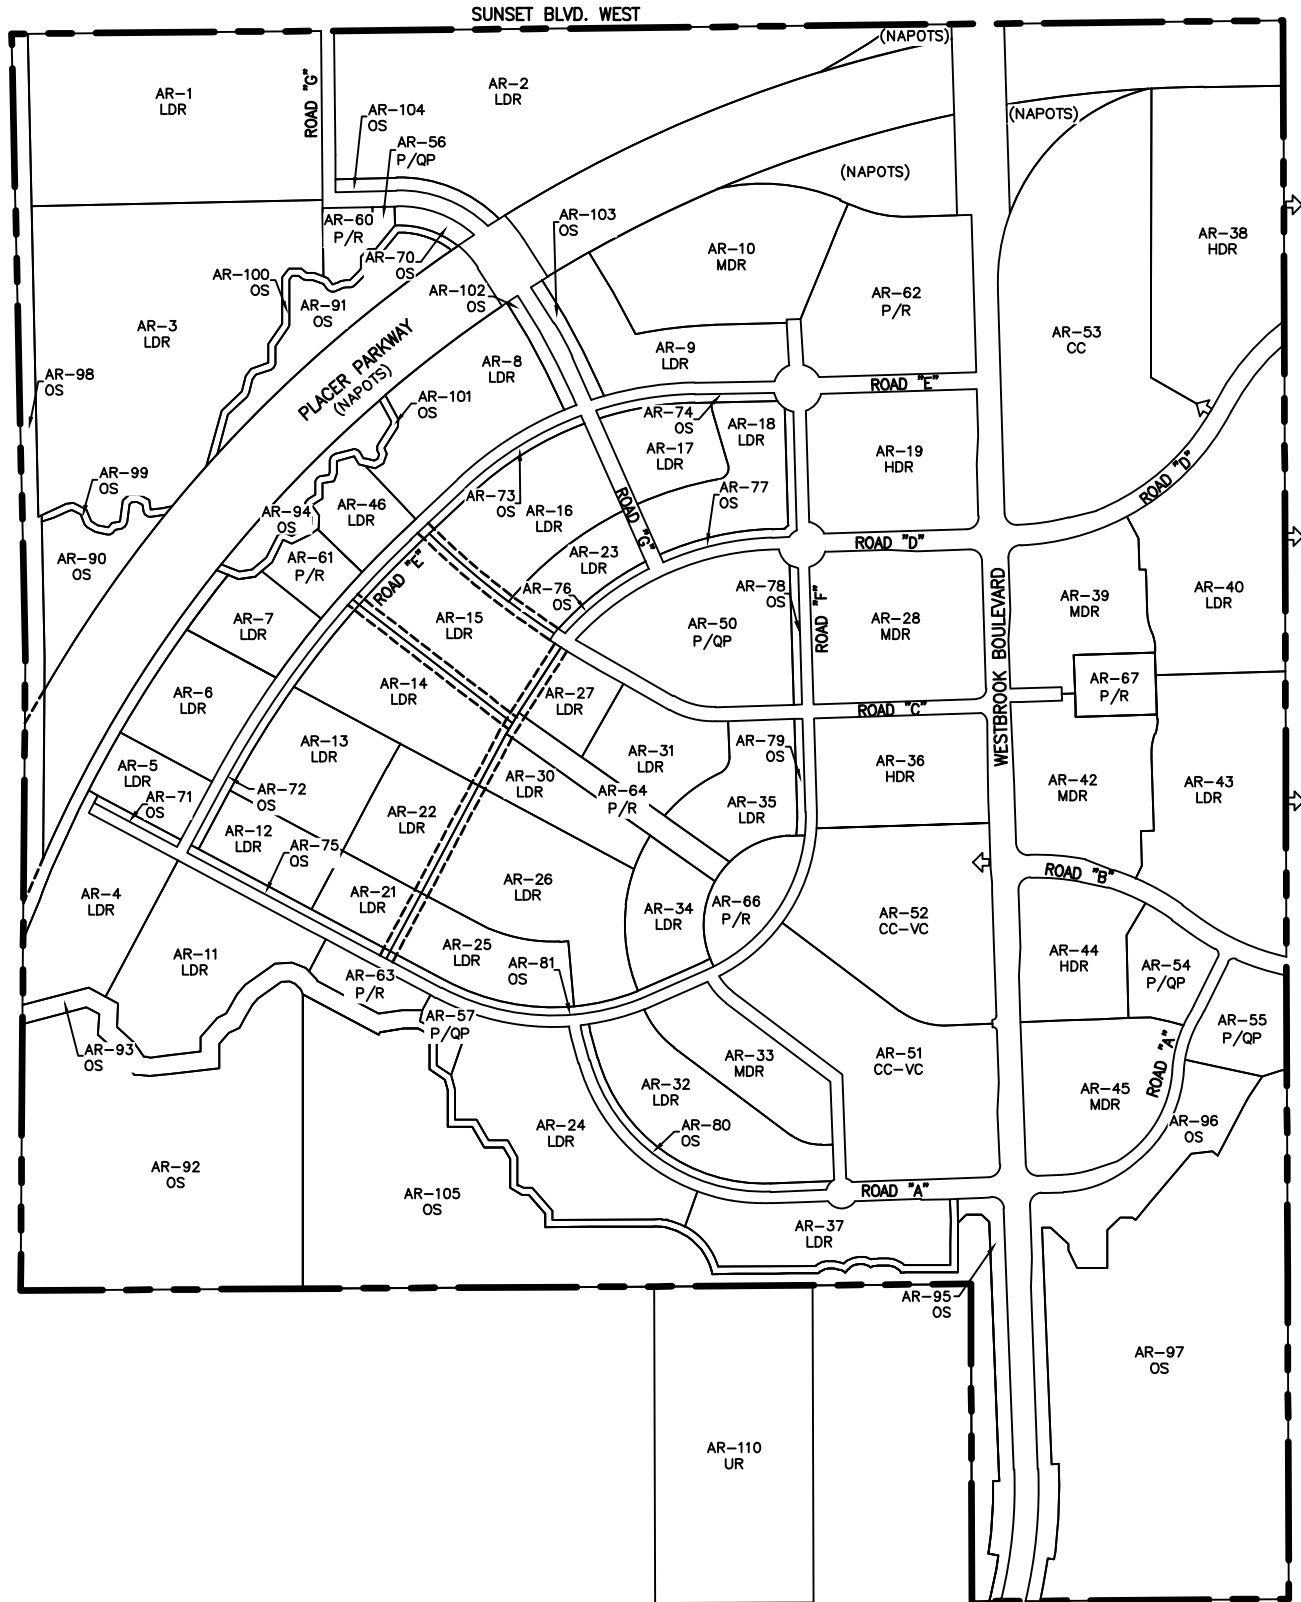 SUNSET BLVD. WEST
(NAPOTS)
AR-1
LDR
ROAD "G"
AR-2
LDR
AR-104
OS
AR-56
P/QP
(NAPOTS)
(NAPOTS)
AR-60
P/R
AR-103
OS
AR-38
HDR
AR-70
OS
AR-10
MDR
AR-100
OS
AR-102
OS
AR-91
OS
AR-62
P/R
AR-3
LDR
AR-53
CC
PLACER PARKWAY
(NAPOTS)
AR-8
LDR
AR-9
LDR
AR-98
OS
AR-101
OS
ROAD "E"
AR-74
OS
AR-18
LDR
AR-17
LDR
AR-19
HDR
AR-99
OS
AR-73
OS
AR-77
OS
ROAD "D"
AR-46
LDR
AR-94
OS
AR-16
LDR
ROAD "G"
ROAD "D"
AR-90
OS
AR-61
P/R
ROAD "E"
AR-23
LDR
AR-76
OS
AR-78
OS
ROAD "F"
AR-39
MDR
AR-40
LDR
AR-7
LDR
AR-15
LDR
AR-50
P/QP
AR-28
MDR
WESTBROOK BOULEVARD
AR-67
P/R
AR-6
LDR
AR-14
LDR
AR-27
LDR
ROAD "C"
AR-13
LDR
AR-31
LDR
AR-79
OS
AR-36
HDR
AR-5
LDR
AR-71
OS
AR-72
OS
AR-30
LDR
AR-64
P/R
AR-42
MDR
AR-43
LDR
AR-22
LDR
AR-35
LDR
AR-12
LDR
AR-75
OS
ROAD "B"
AR-4
LDR
AR-21
LDR
AR-26
LDR
AR-34
LDR
AR-66
P/R
AR-52
CC-VC
AR-11
LDR
AR-25
LDR
AR-81
OS
AR-44
HDR
AR-54
P/QP
AR-63
P/R
AR-57
P/QP
AR-55
P/QP
AR-93
OS
AR-33
MDR
AR-51
CC-VC
ROAD "A"
AR-32
LDR
AR-45
MDR
AR-24
LDR
AR-80
OS
AR-96
OS
AR-92
OS
AR-105
OS
ROAD "A"
AR-37
LDR
AR-95
OS
AR-97
OS
AR-110
UR